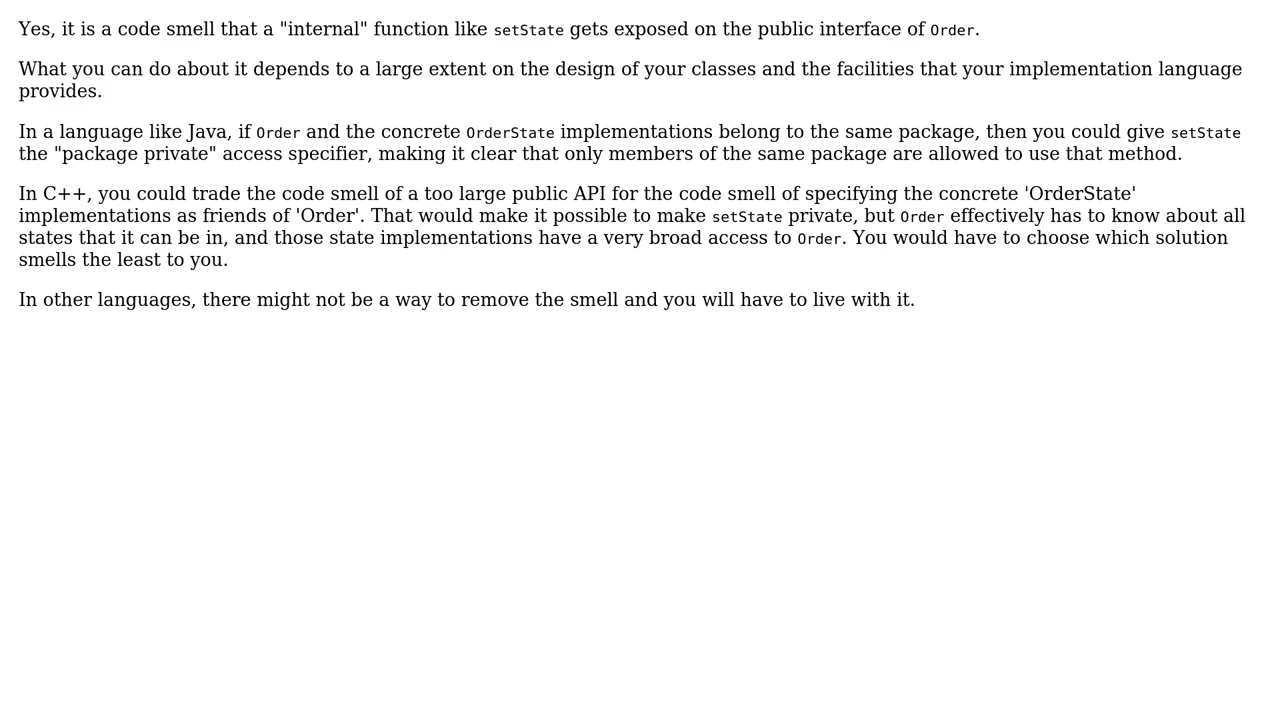 Yes, it is a code smell that a "internal" function like setState gets exposed on the public interface of Order.
What you can do about it depends to a large extent on the design of your classes and the facilities that your implementation language
provides.
In a language like Java, if Order and the concrete OrderState implementations belong to the same package, then you could give setState
the "package private" access specifier, making it clear that only members of the same package are allowed to use that method.
In C++, you could trade the code smell of a too large public API for the code smell of specifying the concrete 'OrderState'
implementations as friends of 'Order'. That would make it possible to make setState private, but Order effectively has to know about all
states that it can be in, and those state implementations have a very broad access to Order. You would have to choose which solution
smells the least to you.
In other languages, there might not be a way to remove the smell and you will have to live with it.